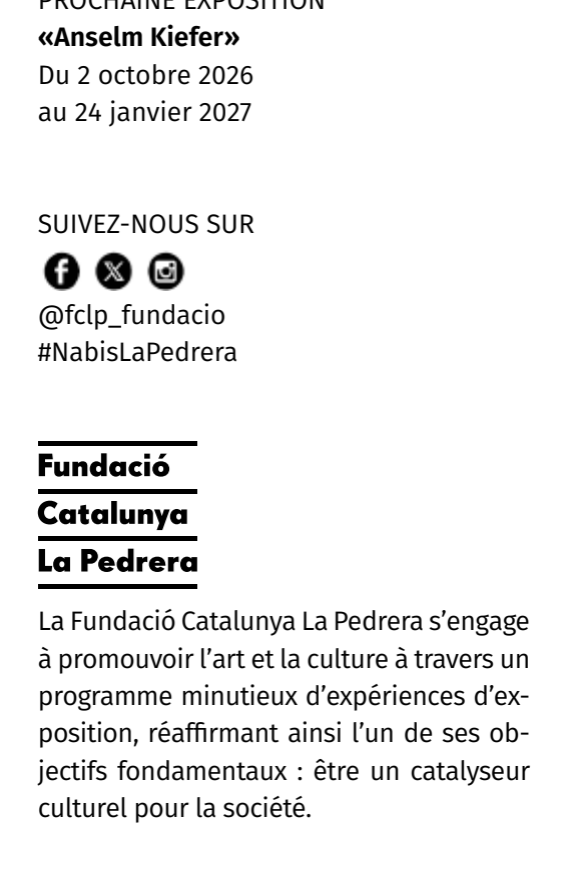 PROCHAINE EXPOSITION
«Anselm Kiefer»
Du 2 octobre 2026
au 24 janvier 2027
SUIVEZ-NOUS SUR
@fclp_fundacio
#NabisLaPedrera
Fundació
Catalunya
La Pedrera
La Fundació Catalunya La Pedrera s’engage
à promouvoir l’art et la culture à travers un
programme minutieux d’expériences d’ex-
position, réaffirmant ainsi l’un de ses ob-
jectifs fondamentaux : être un catalyseur
culturel pour la société.